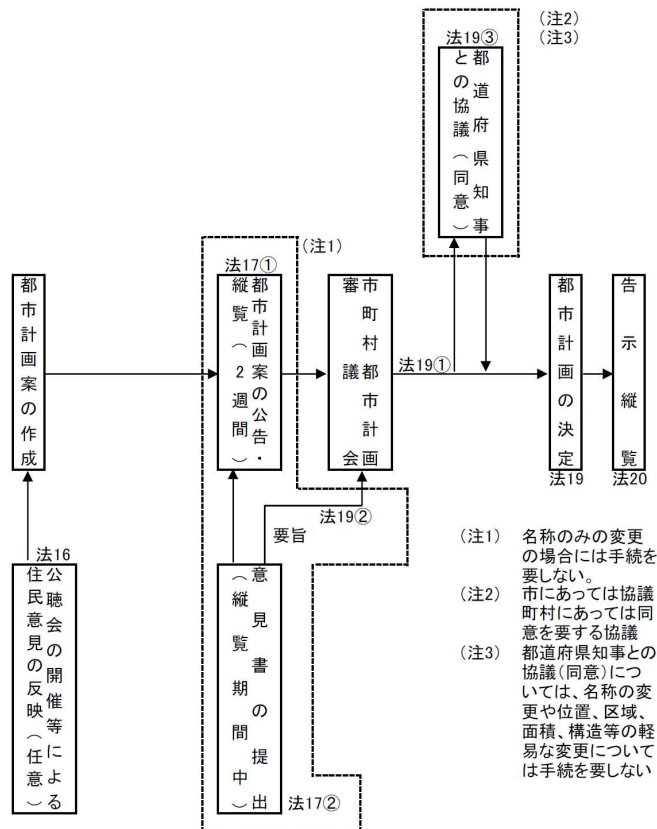 (注2)
(注3)
法19③
都道府県知事
との協議(同意)
(注1)
法17①
都市計画案の作成
都市計画案の公告・
縦覧(2週間)
市町村都市計画
審議会
法19①
都市計画の決定
告示縦覧
法19
法20
法19②
要旨
法16
公聴会の開催等による
住民意見の反映(任意)
意見書の提出
(縦覧期間中)
法17②
(注1) 名称のみの変更
の場合には手続を
要しない。
(注2) 市にあっては協議
町村にあっては同
意を要する協議
(注3) 都道府県知事との
協議(同意)につ
いては、名称の変
更や位置、区域、
面積、構造等の軽
易な変更について
は手続を要しない